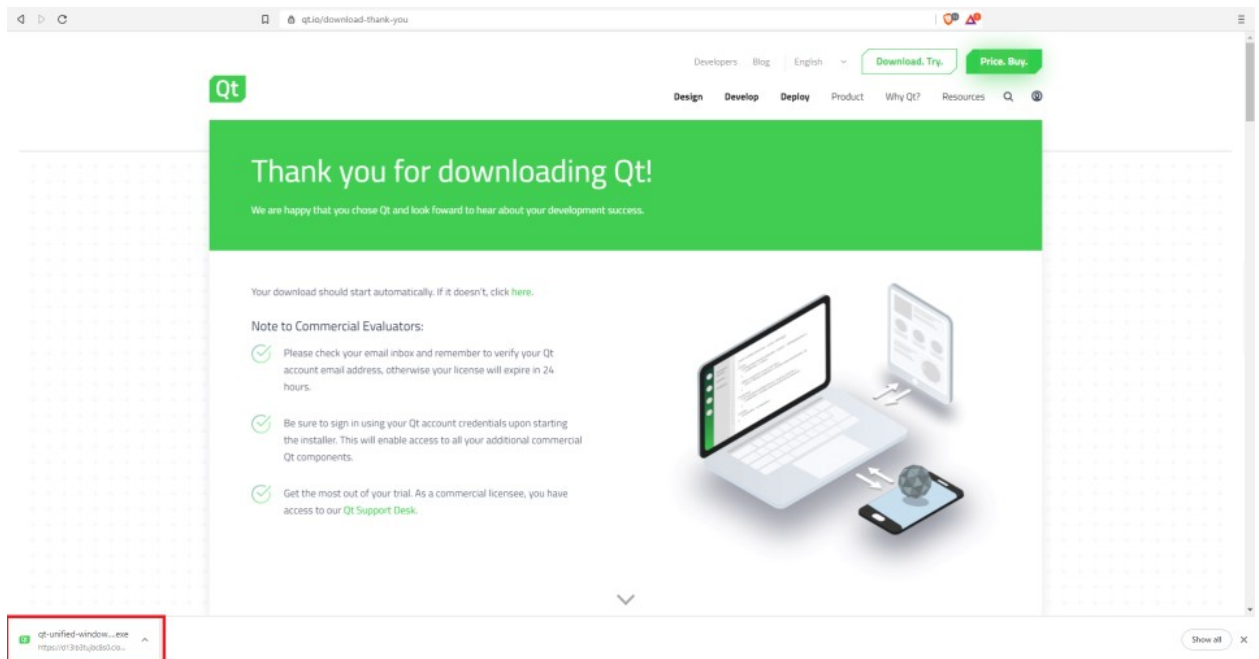 qt.io/download-thank-you
Developers Blog English Download. Try. Price. Buy.
Qt
Design Develop Deploy Product Why Qt? Resources
Thank you for downloading Qt!
We are happy that you chose Qt and look foward to hear about your development success.
Your download should start automatically. If it doesn't, click here.
Note to Commercial Evaluators:
Please check your email inbox and remember to verify your Qt
account email address, otherwise your license will expire in 24
hours.
Be sure to sign in using your Qt account credentials upon starting
the installer. This will enable access to all your additional commercial
Qt components.
Get the most out of your trial. As a commercial licensee, you have
access to our Qt Support Desk.
qt-unified-window....exe
Show all